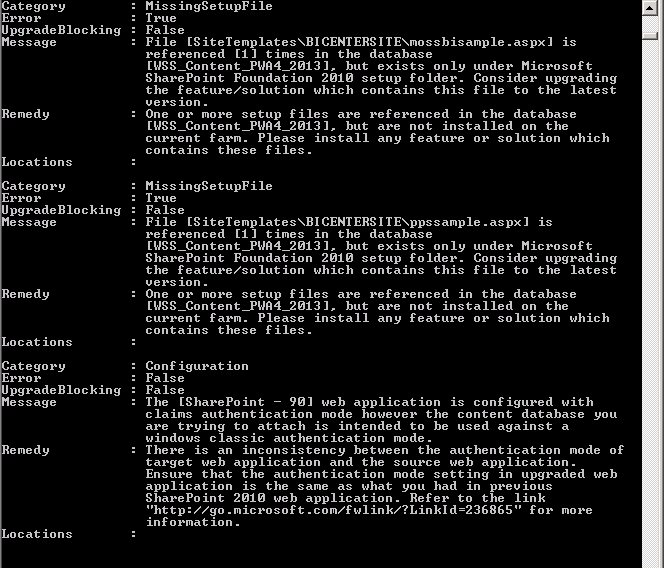 Category : MissingSetupFile
Error : True
UpgradeBlocking : False
Message : File [SiteTemplates\BICENTERSITE\mossbisample.aspx] is
referenced [1] times in the database
[WSS_Content_PWA4_2013], but exists only under Microsoft
SharePoint Foundation 2010 setup folder. Consider upgrading
the feature/solution which contains this file to the latest
version.
Remedy : One or more setup files are referenced in the database
[WSS_Content_PWA4_2013], but are not installed on the
current farm. Please install any feature or solution which
contains these files.
Locations :
Category : MissingSetupFile
Error : True
UpgradeBlocking : False
Message : File [SiteTemplates\BICENTERSITE\ppssample.aspx] is
referenced [1] times in the database
[WSS_Content_PWA4_2013], but exists only under Microsoft
SharePoint Foundation 2010 setup folder. Consider upgrading
the feature/solution which contains this file to the latest
version.
Remedy : One or more setup files are referenced in the database
[WSS_Content_PWA4_2013], but are not installed on the
current farm. Please install any feature or solution which
contains these files.
Locations :
Category : Configuration
Error : False
UpgradeBlocking : False
Message : The [SharePoint - 90] web application is configured with
claims authentication mode however the content database you
are trying to attach is intended to be used against a
windows classic authentication mode.
Remedy : There is an inconsistency between the authentication mode of
target web application and the source web application.
Ensure that the authentication mode setting in upgraded web
application is the same as what you had in previous
SharePoint 2010 web application. Refer to the link
"http://go.microsoft.com/fwlink/?LinkId=236865" for more
information.
Locations :